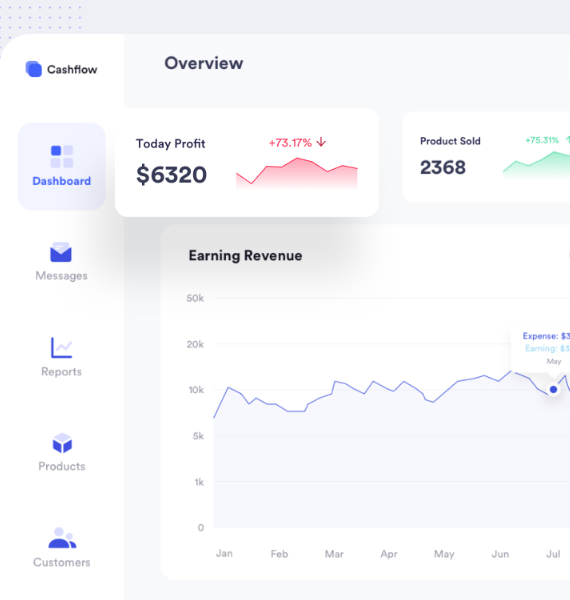 Cashflow
Overview
Today Profit
+73.17%
$6320
Product Sold
+75.31%
2368
Dashboard
Messages
Reports
Products
Customers
Earning Revenue
50k
20k
10k
5k
1k
0
Expense: $3
Earning: $3
May
Jan Feb Mar Apr May Jun Jul